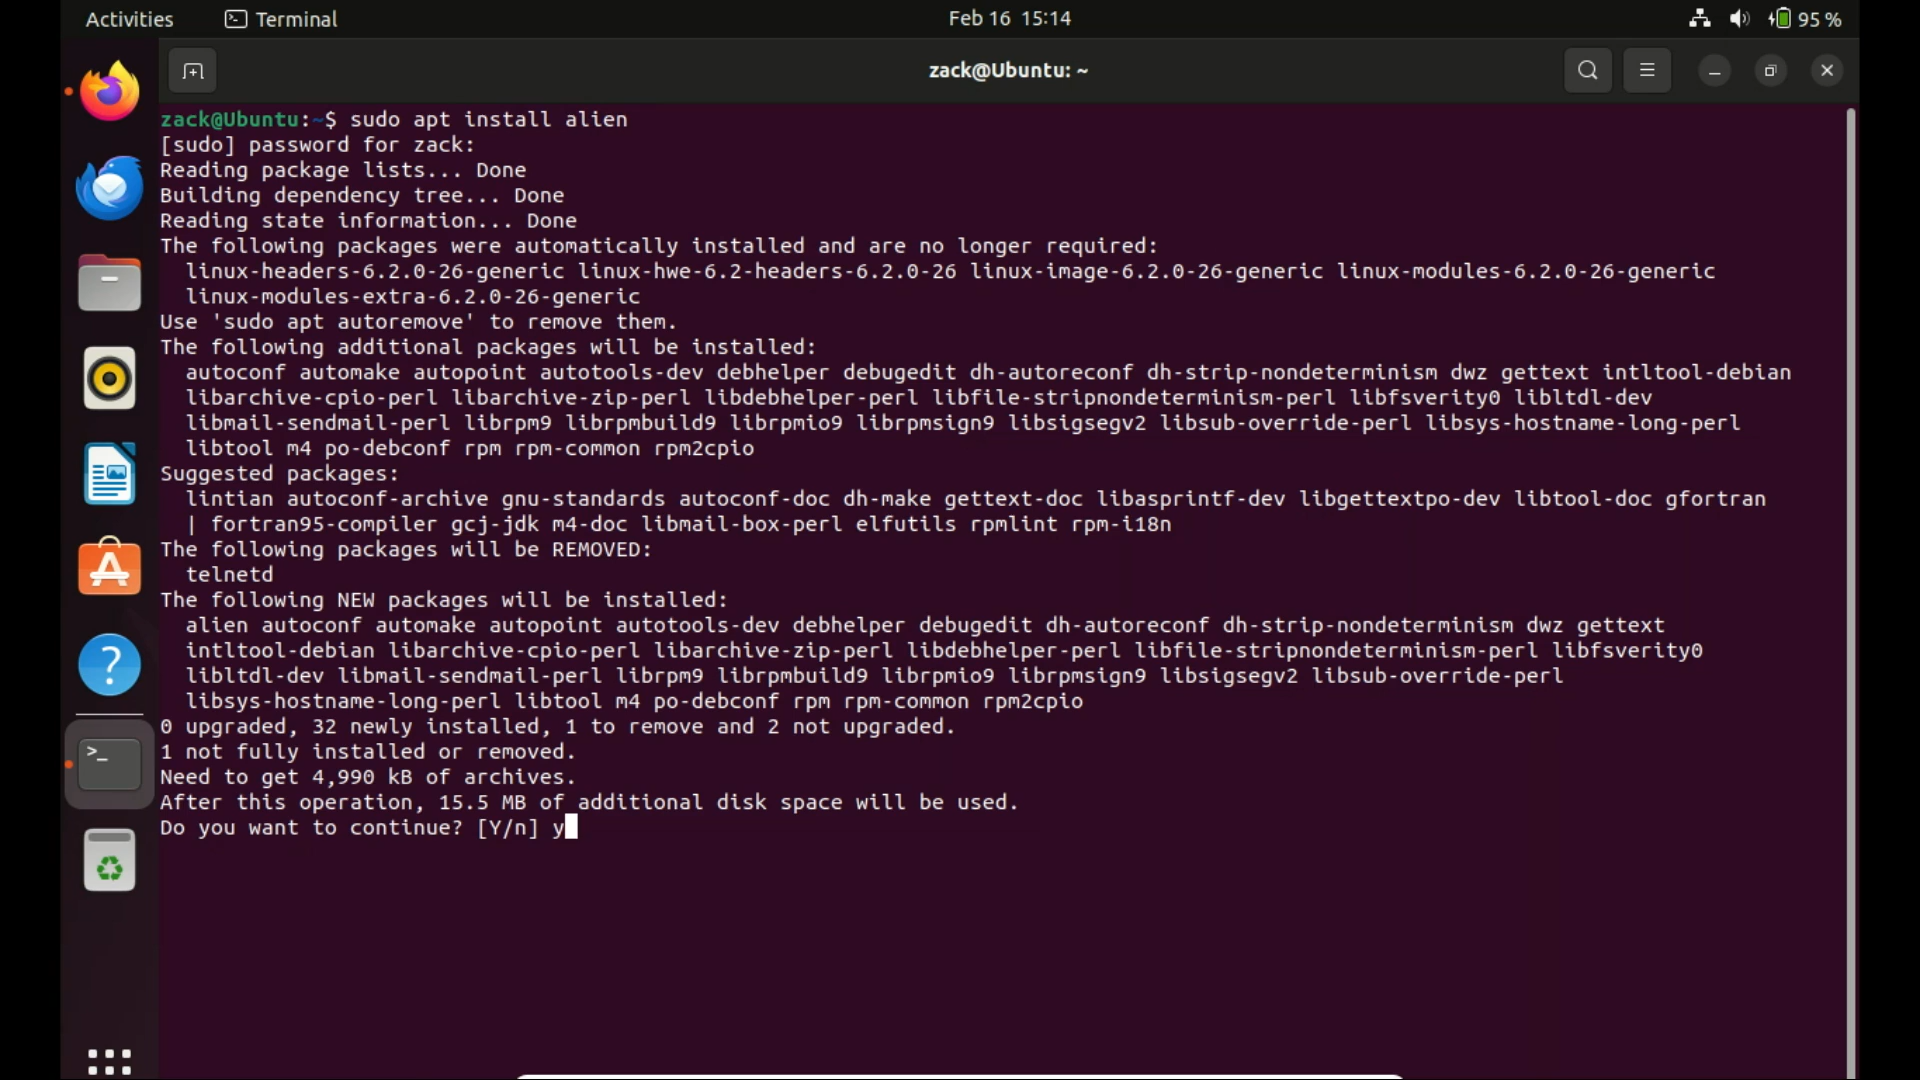 Activities Terminal Feb 16 15:14 95 %
zack@Ubuntu: ~
zack@Ubuntu:~$ sudo apt install alien
[sudo] password for zack:
Reading package lists... Done
Building dependency tree... Done
Reading state information... Done
The following packages were automatically installed and are no longer required:
linux-headers-6.2.0-26-generic linux-hwe-6.2-headers-6.2.0-26 linux-image-6.2.0-26-generic linux-modules-6.2.0-26-generic
linux-modules-extra-6.2.0-26-generic
Use 'sudo apt autoremove' to remove them.
The following additional packages will be installed:
autoconf automake autopoint autotools-dev debhelper debugedit dh-autoreconf dh-strip-nondeterminism dwz gettext intltool-debian
libarchive-cpio-perl libarchive-zip-perl libdebhelper-perl libfile-stripnondeterminism-perl libfsverity0 libltdl-dev
libmail-sendmail-perl librpm9 librpmbuild9 librpmio9 librpmsign9 libsigsegv2 libsub-override-perl libsys-hostname-long-perl
libtool m4 po-debconf rpm rpm-common rpm2cpio
Suggested packages:
lintian autoconf-archive gnu-standards autoconf-doc dh-make gettext-doc libasprintf-dev libgettextpo-dev libtool-doc gfortran
| fortran95-compiler gcj-jdk m4-doc libmail-box-perl elfutils rpmlint rpm-i18n
The following packages will be REMOVED:
telnetd
The following NEW packages will be installed:
alien autoconf automake autopoint autotools-dev debhelper debugedit dh-autoreconf dh-strip-nondeterminism dwz gettext
intltool-debian libarchive-cpio-perl libarchive-zip-perl libdebhelper-perl libfile-stripnondeterminism-perl libfsverity0
libltdl-dev libmail-sendmail-perl librpm9 librpmbuild9 librpmio9 librpmsign9 libsigsegv2 libsub-override-perl
libsys-hostname-long-perl libtool m4 po-debconf rpm rpm-common rpm2cpio
0 upgraded, 32 newly installed, 1 to remove and 2 not upgraded.
1 not fully installed or removed.
Need to get 4,990 kB of archives.
After this operation, 15.5 MB of additional disk space will be used.
Do you want to continue? [Y/n] y